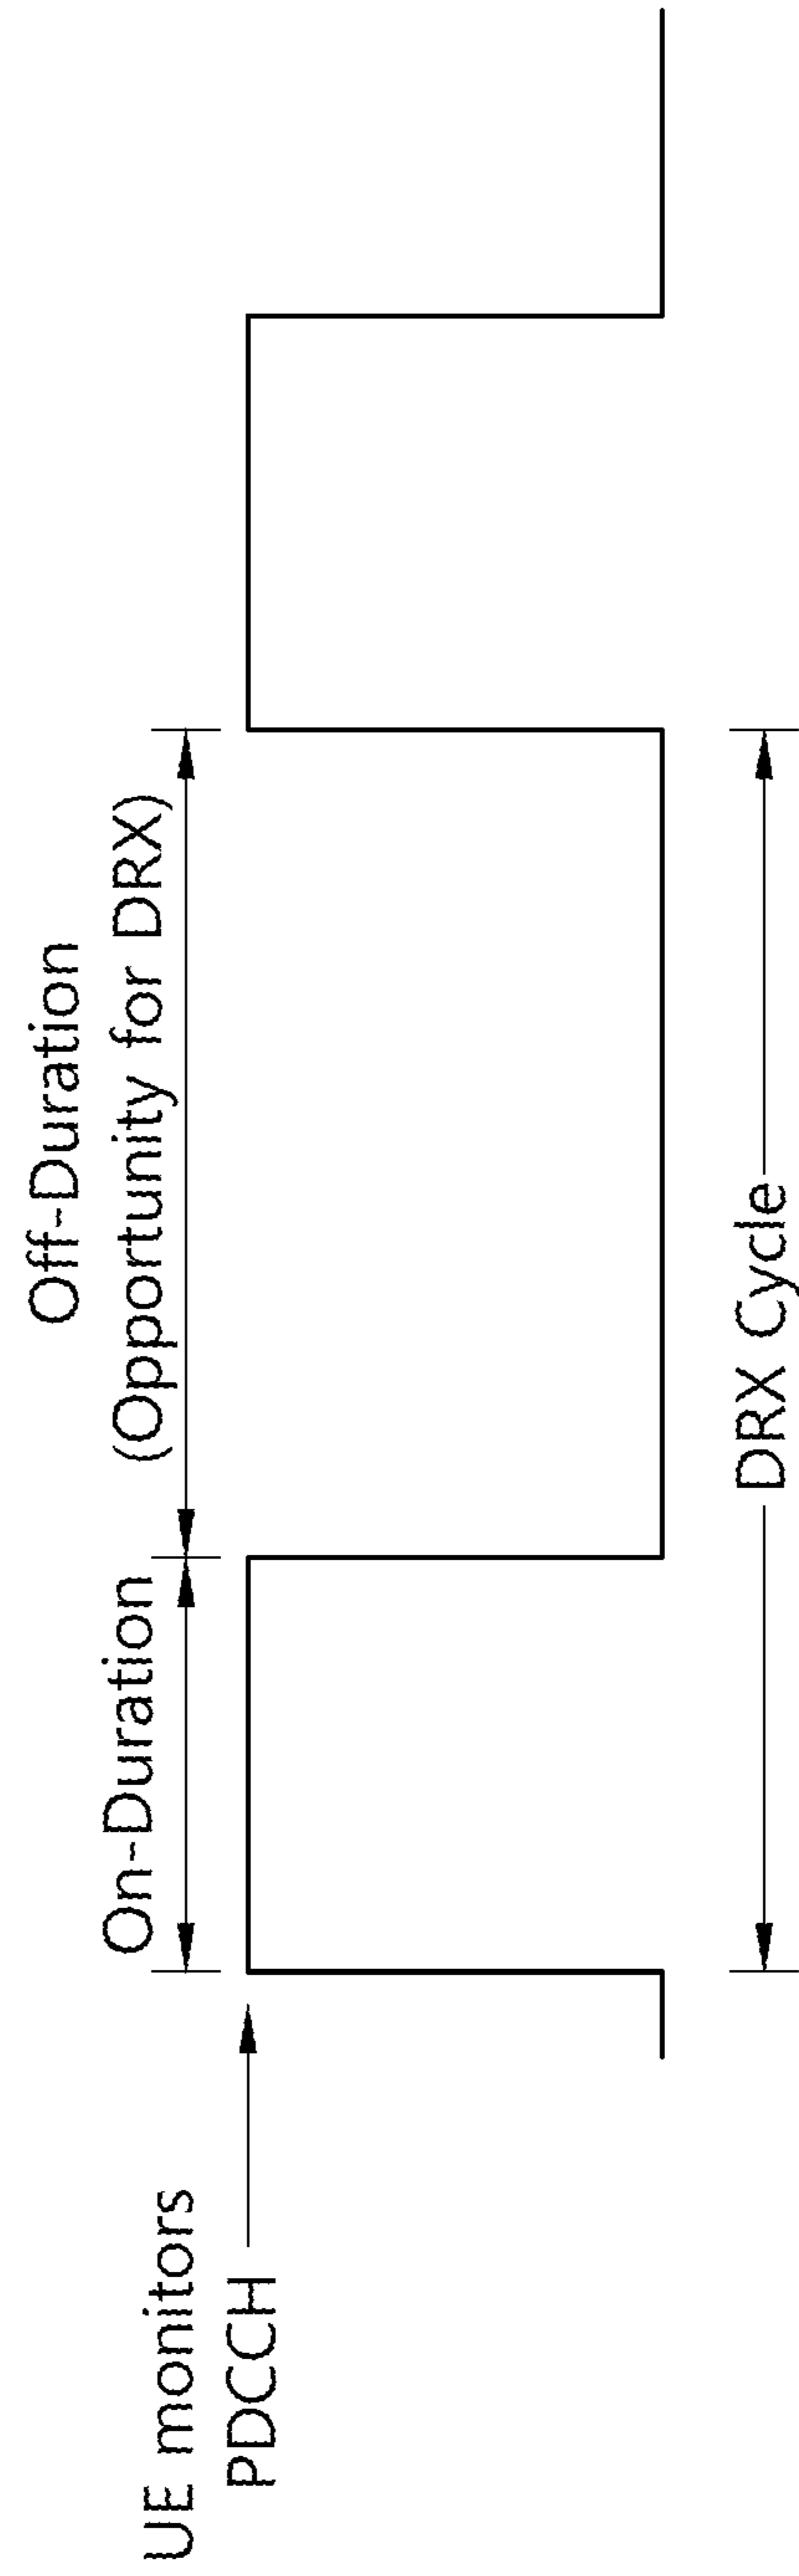 UE monitors
PDCCH
On-Duration
Off-Duration
(Opportunity for DRX)
DRX Cycle